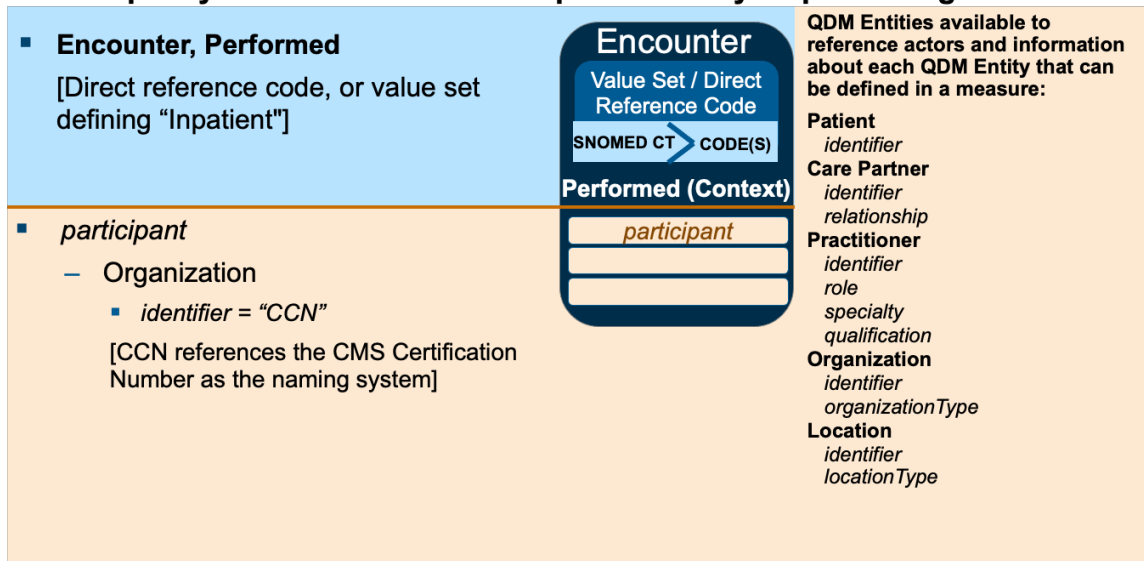 Encounter, Performed
[Direct reference code, or value set
defining “Inpatient"]
participant
– Organization
identifier = “CCN”
[CCN references the CMS Certification
Number as the naming system]
Encounter
Value Set / Direct
Reference Code
SNOMED CT
CODE(S)
Performed (Context)
participant
QDM Entities available to
reference actors and information
about each QDM Entity that can
be defined in a measure:
Patient
identifier
Care Partner
identifier
relationship
Practitioner
identifier
role
specialty
qualification
Organization
identifier
organizationType
Location
identifier
locationType